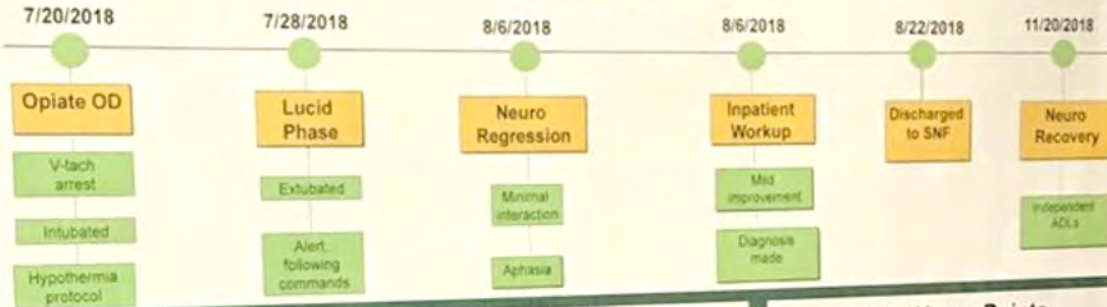 7/20/2018
7/28/2018
8/6/2018
8/6/2018
8/22/2018
11/20/2018
Opiate OD
Lucid
Phase
Neuro
Regression
Inpatient
Workup
Discharged
to SNF
Neuro
Recovery
V-tach
arrest
Extubated
Minimal
interaction
Mild
improvement
Independent
ADLs
Intubated
Alert,
following
commands
Aphasia
Diagnosis
made
Hypothermia
protocol
Points